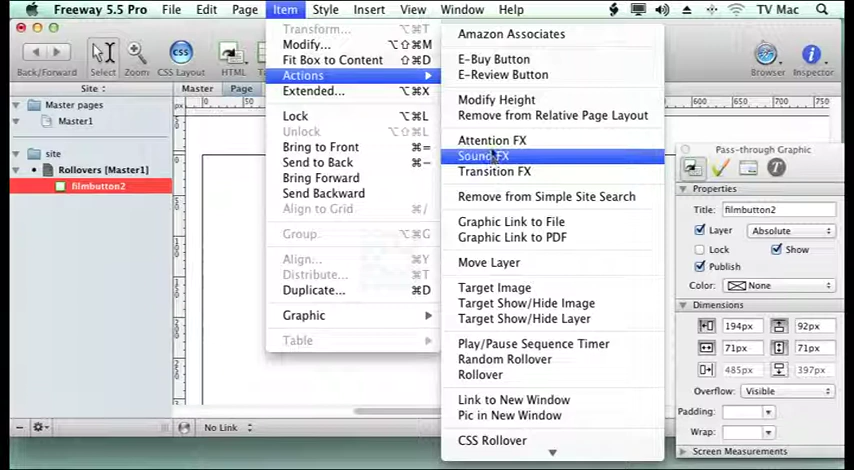 Freeway 5.5 Pro File Edit Page Item Style Insert View Window Help TV Mac
Back/Forward Select Zoom CSS Layout HTML
CSS
Browser Inspector
Site
Master Page
Master pages
Master1
site
Rollovers [Master1]
filmbutton2
0 50 100
700 750
No Link
Transform... ⌥⌘T
Modify... ⌥⇧⌘M
Fit Box to Content ⇧⌘D
Actions
Extended... ⌥⌘X
Lock ⌥⌘L
Unlock ⌥⇧⌘L
Bring to Front ⌘=
Send to Back ⌘−
Bring Forward
Send Backward
Align to Grid ⌘/
Group ⌥⌘G
Align... ⌥⌘Y
Distribute... ⌘T
Duplicate... ⌘D
Graphic
Table
Amazon Associates
E-Buy Button
E-Review Button
Modify Height
Remove from Relative Page Layout
Attention FX
Sound FX
Transition FX
Remove from Simple Site Search
Graphic Link to File
Graphic Link to PDF
Move Layer
Target Image
Target Show/Hide Image
Target Show/Hide Layer
Play/Pause Sequence Timer
Random Rollover
Rollover
Link to New Window
Pic in New Window
CSS Rollover
Pass-through Graphic
T
Properties
Title: filmbutton2
Layer Absolute
Lock Show
Publish
Color: None
Dimensions
194px 92px
71px 71px
485px 397px
Overflow: Visible
Padding:
Wrap:
Screen Measurements